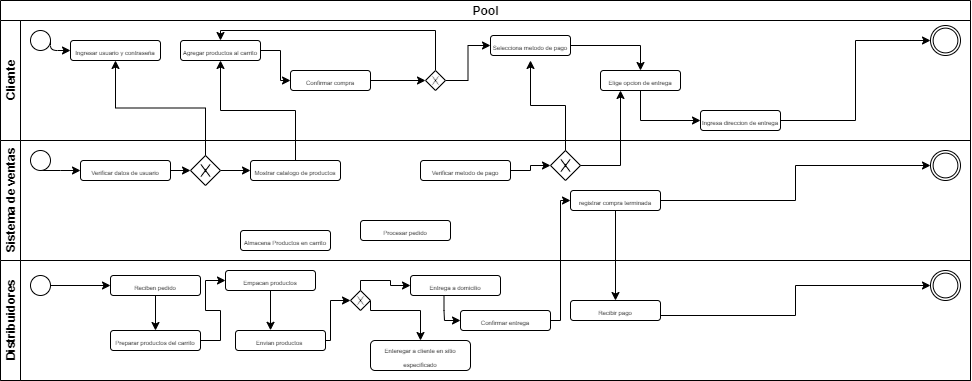 Pool
Cliente
Ingresar usuario y contraseña
Agregar productos al carrito
Confirmar compra
X
Selecciona metodo de pago
Elige opcion de entrega
Ingresa direccion de entrega
Sistema de ventas
Verificar datos de usuario
X
Mostrar catalogo de productos
Verificar metodo de pago
X
registrar compra terminada
Almacena Productos en carrito
Procesar pedido
Distribuidores
Reciben pedido
Preparar productos del carrito
Empacan productos
Envian productos
X
Entrega a domicilio
Confirmar entrega
Enteregar a cliente en sitio
especificado
Recibir pago